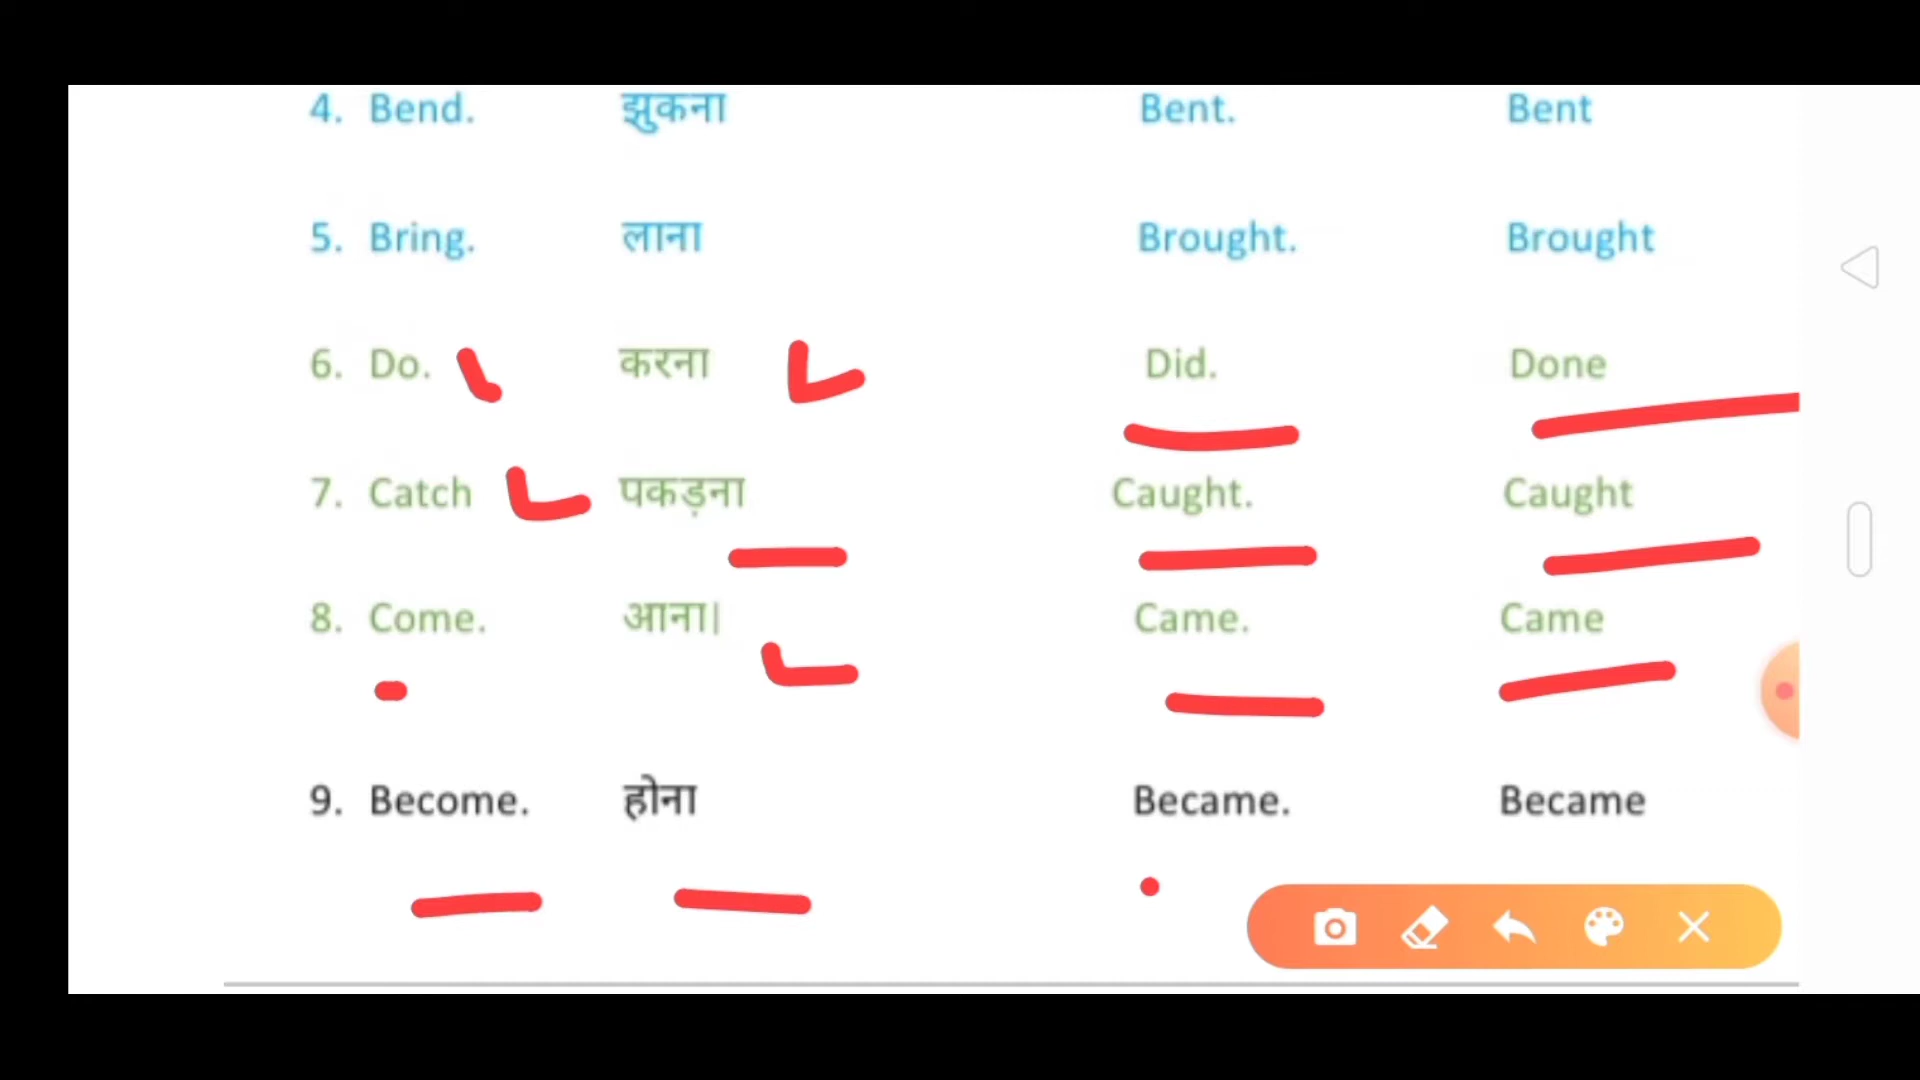 4. Bend. झुकना Bent. Bent
5. Bring. लाना Brought. Brought
6. Do. करना Did. Done
7. Catch पकड़ना Caught. Caught
8. Come. आना| Came. Came
9. Become. होना Became. Became